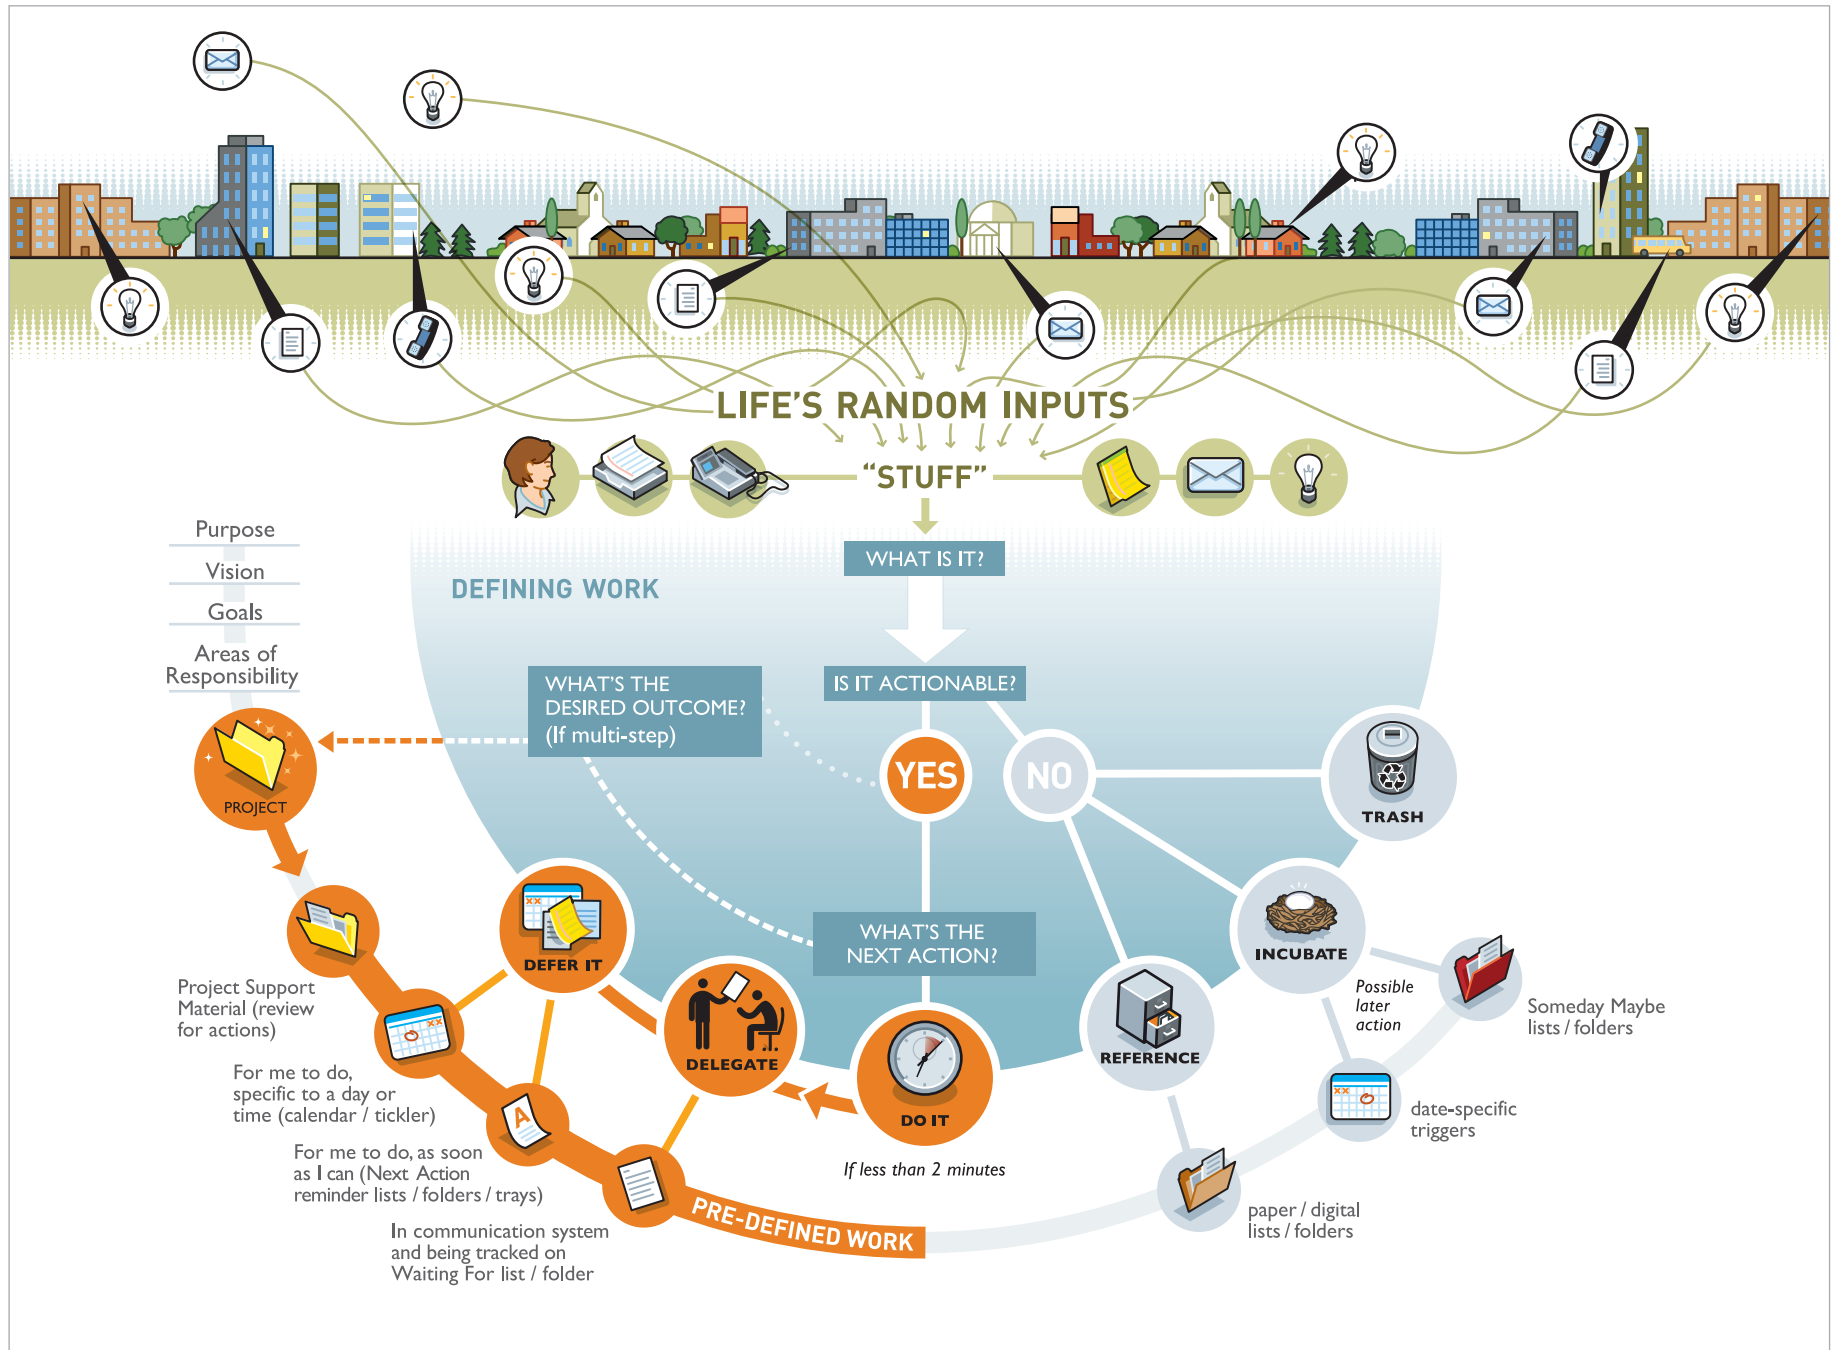 LIFE'S RANDOM INPUTS
“STUFF”
Purpose
Vision
Goals
Areas of
Responsibility
WHAT IS IT?
DEFINING WORK
WHAT'S THE
DESIRED OUTCOME?
(If multi-step)
IS IT ACTIONABLE?
YES
NO
PROJECT
TRASH
DEFER IT
WHAT'S THE
NEXT ACTION?
INCUBATE
DELEGATE
DO IT
If less than 2 minutes
REFERENCE
Possible
later
action
Someday Maybe
lists / folders
date-specific
triggers
paper / digital
lists / folders
Project Support
Material (review
for actions)
For me to do,
specific to a day or
time (calendar / tickler)
A
For me to do, as soon
as I can (Next Action
reminder lists / folders / trays)
In communication system
and being tracked on
Waiting For list / folder
PRE-DEFINED WORK